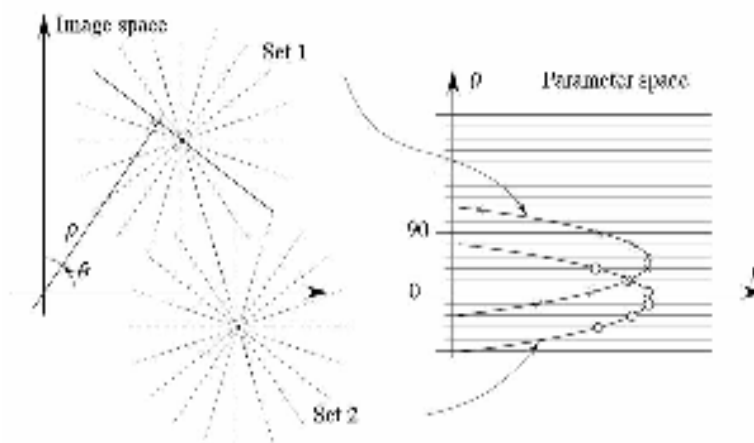 Image space
Set 1
ρ
θ
Set 2
θ
Parameter space
90
0